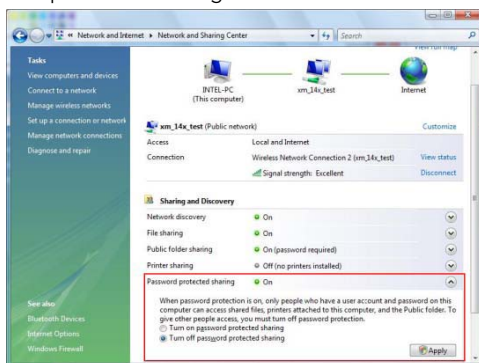 Network and Internet ▸ Network and Sharing Center
Search
View full map
Tasks
View computers and devices
Connect to a network
Manage wireless networks
Set up a connection or network
Manage network connections
Diagnose and repair
INTEL-PC
(This computer)
xm_14x_test
Internet
xm_14x_test (Public network)
Customize
Access
Local and Internet
Connection
Wireless Network Connection 2 (xm_14x_test)
View status
Signal strength: Excellent
Disconnect
Sharing and Discovery
Network discovery
On
File sharing
On
Public folder sharing
On (password required)
Printer sharing
Off (no printers installed)
Password protected sharing
On
When password protection is on, only people who have a user account and password on this
computer can access shared files, printers attached to this computer, and the Public folder. To
give other people access, you must turn off password protection.
Turn on password protected sharing
Turn off password protected sharing
Apply
See also
Bluetooth Devices
Internet Options
Windows Firewall